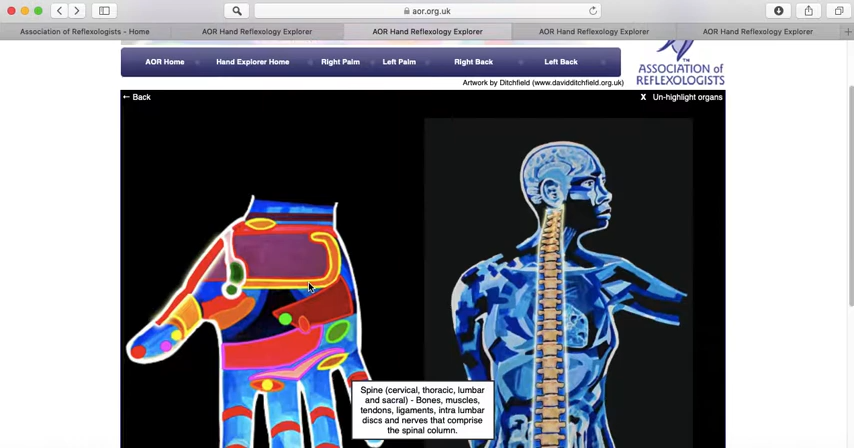 aor.org.uk
Association of Reflexologists - Home
AOR Hand Reflexology Explorer
AOR Hand Reflexology Explorer
AOR Hand Reflexology Explorer
AOR Hand Reflexology Explorer
AOR Home
Hand Explorer Home
Right Palm
Left Palm
Right Back
Left Back
ASSOCIATION of
REFLEXOLOGISTS
TM
Artwork by Ditchfield (www.davidditchfield.org.uk)
← Back
X Un-highlight organs
Spine (cervical, thoracic, lumbar
and sacral) - Bones, muscles,
tendons, ligaments, intra lumbar
discs and nerves that comprise
the spinal column.